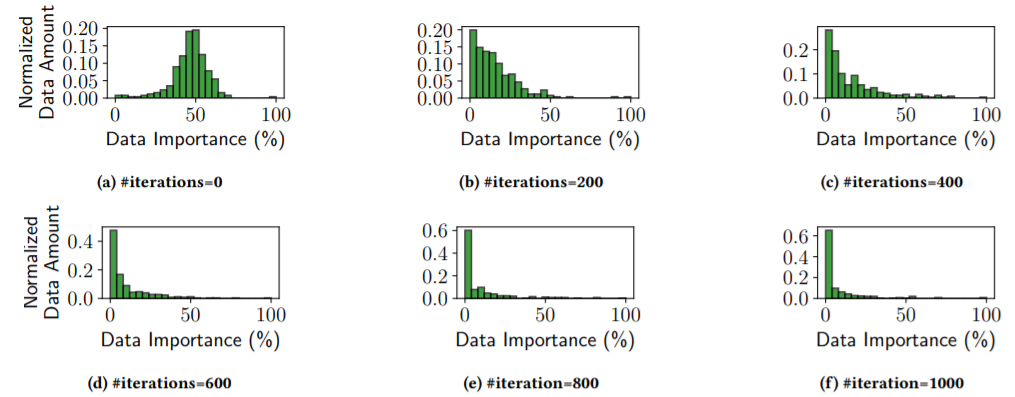 Normalized
Data Amount
0.20
0.15
0.10
0.05
0.00
0 50 100
Data Importance (%)
(a) #iterations=0
0.20
0.15
0.10
0.05
0.00
0 50 100
Data Importance (%)
(b) #iterations=200
0.2
0.1
0.0
0 50 100
Data Importance (%)
(c) #iterations=400
Normalized
Data Amount
0.4
0.2
0.0
0 50 100
Data Importance (%)
(d) #iterations=600
0.6
0.4
0.2
0.0
0 50 100
Data Importance (%)
(e) #iteration=800
0.6
0.4
0.2
0.0
0 50 100
Data Importance (%)
(f) #iteration=1000